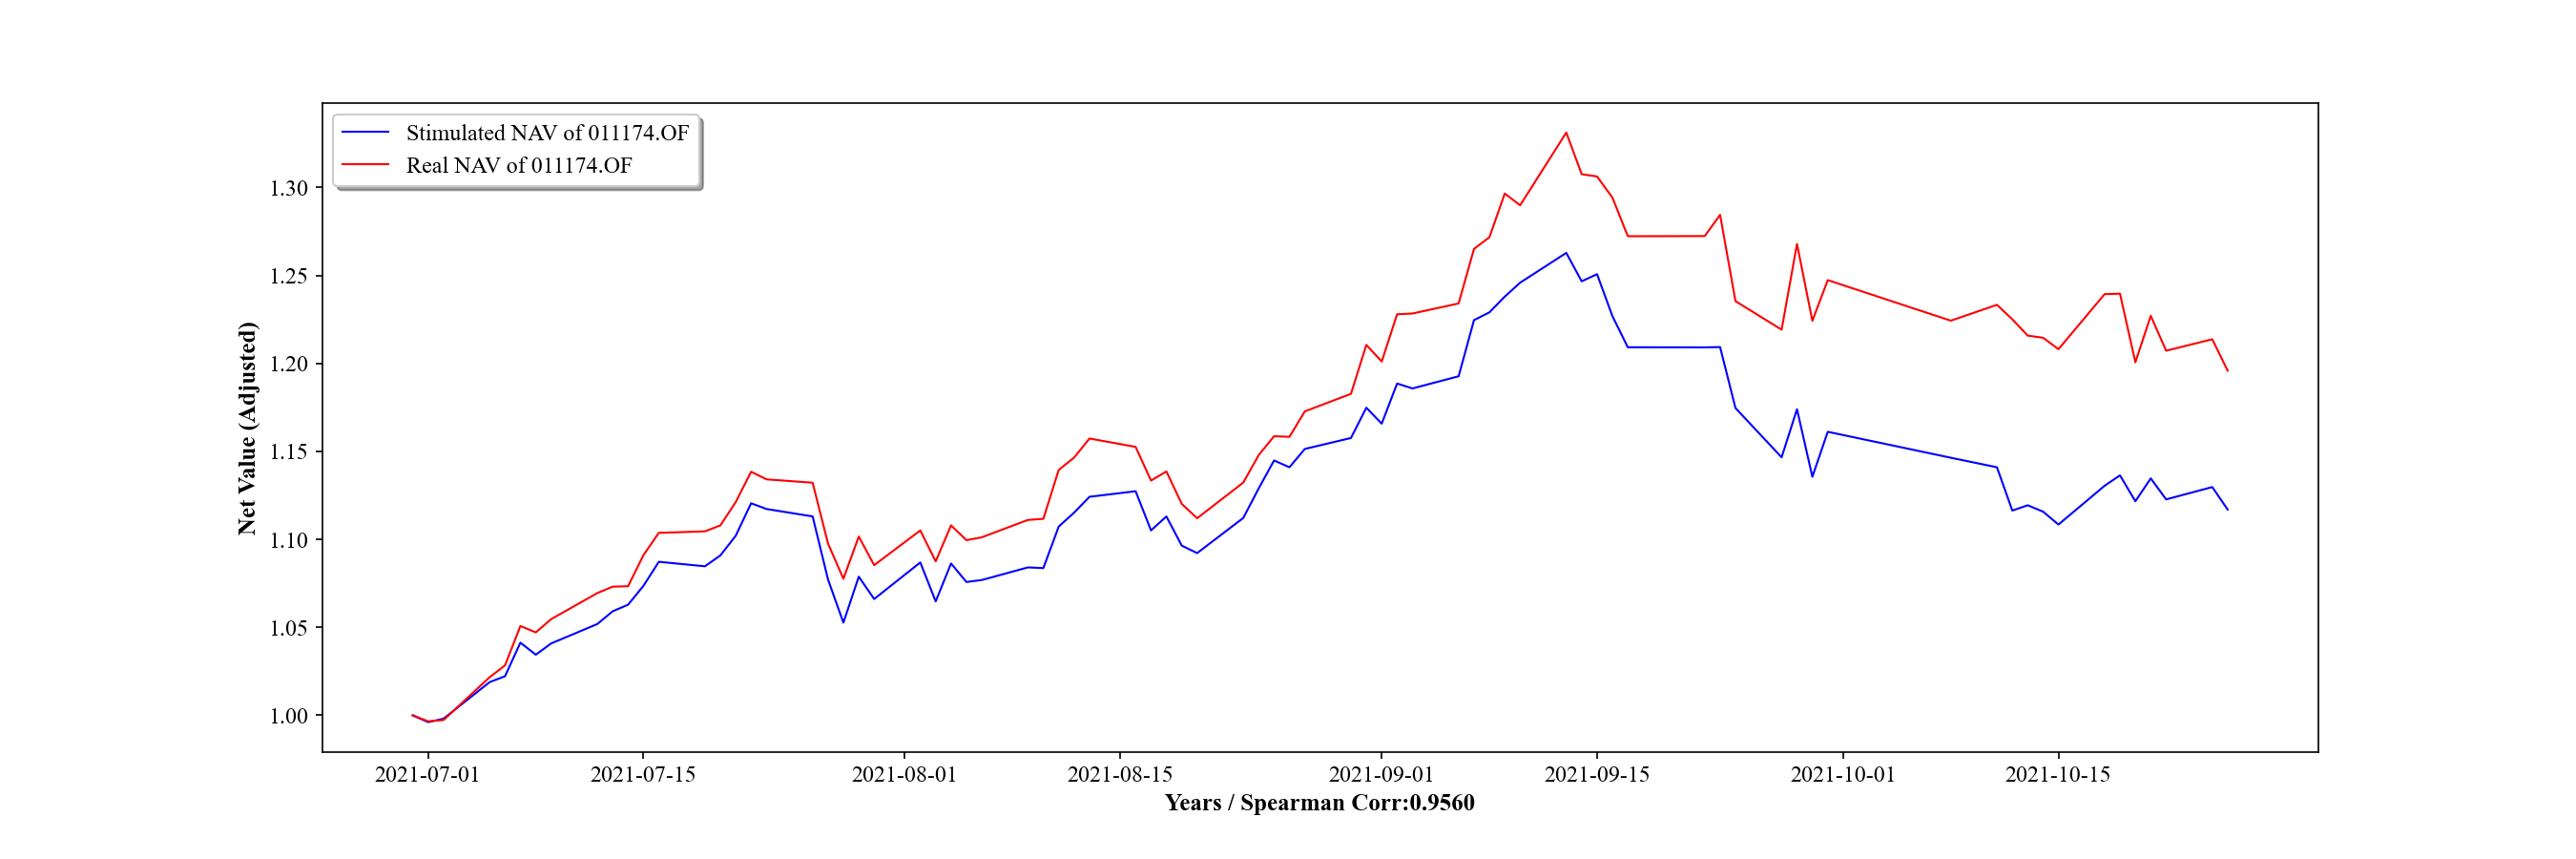 Stimulated NAV of 011174.OF
Real NAV of 011174.OF
1.30
1.25
1.20
1.15
1.10
1.05
1.00
Net Value (Adjusted)
2021-07-01 2021-07-15 2021-08-01 2021-08-15 2021-09-01 2021-09-15 2021-10-01 2021-10-15
Years / Spearman Corr:0.9560